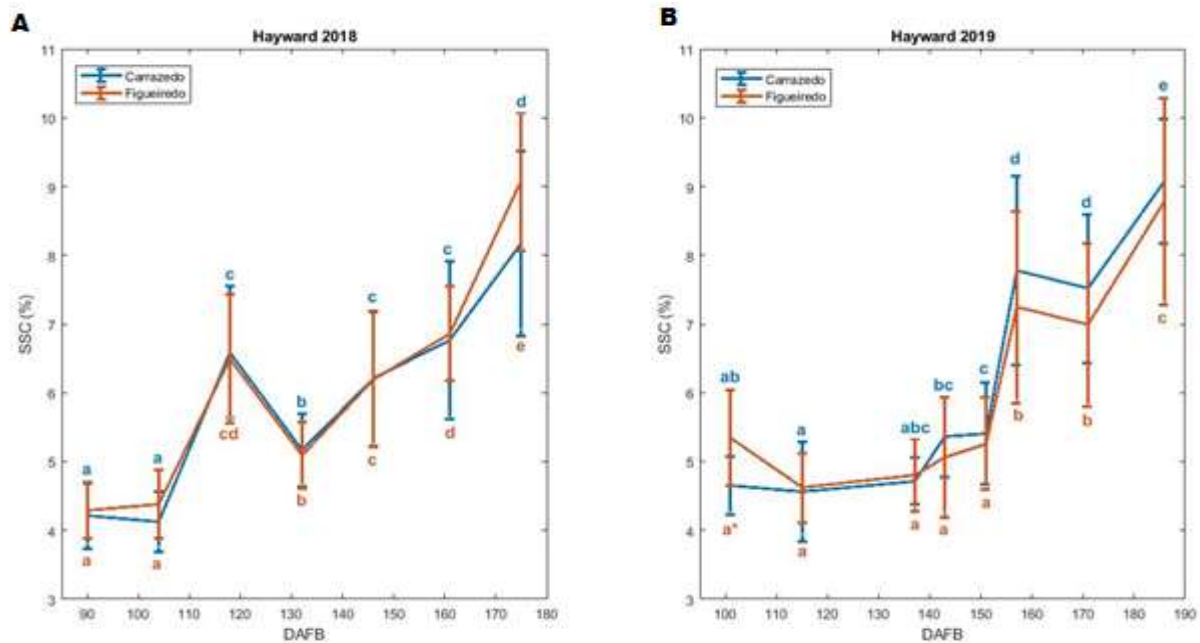 A
Hayward 2018
11
10
9
8
7
6
5
4
3
SSC (%)
Carrazedo
Figueiredo
a
a
c
b
c
c
d
a
a
cd
b
c
d
e
90 100 110 120 130 140 150 160 170 180
DAFB
B
Hayward 2019
11
10
9
8
7
6
5
4
3
SSC (%)
Carrazedo
Figueiredo
ab
a
abc
bc
c
d
d
e
a*
a
a
a
a
b
b
c
100 110 120 130 140 150 160 170 180 190
DAFB